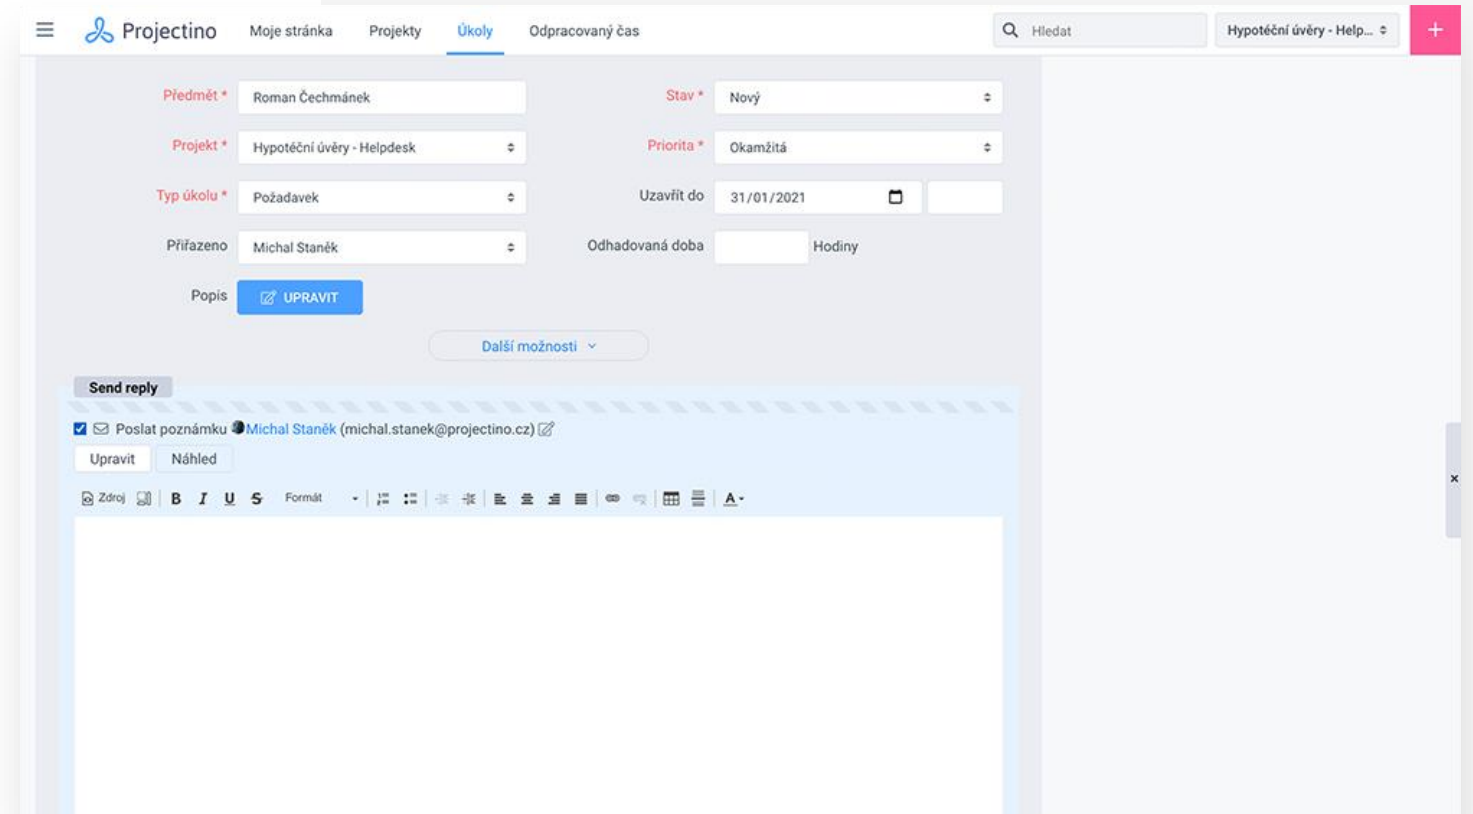 Projectino Moje stránka Projekty Úkoly Odpracovaný čas Hledat Hypotéční úvěry - Help...
Předmět * Roman Čechmánek Stav * Nový
Projekt * Hypotéční úvěry - Helpdesk Priorita * Okamžitá
Typ úkolu * Požadavek Uzavřít do 31/01/2021
Přiřazeno Michal Staněk Odhadovaná doba Hodiny
Popis UPRAVIT
Další možnosti
Send reply
Poslat poznámku Michal Staněk (michal.stanek@projectino.cz)
Upravit Náhled
Zdroj B I U S Formát A